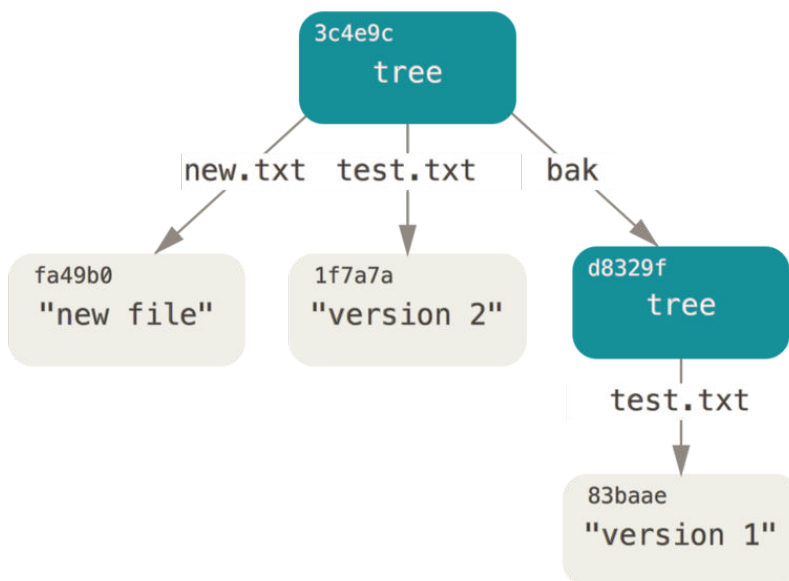 3c4e9c
tree
new.txt test.txt bak
fa49b0
"new file"
1f7a7a
"version 2"
d8329f
tree
test.txt
83baae
"version 1"